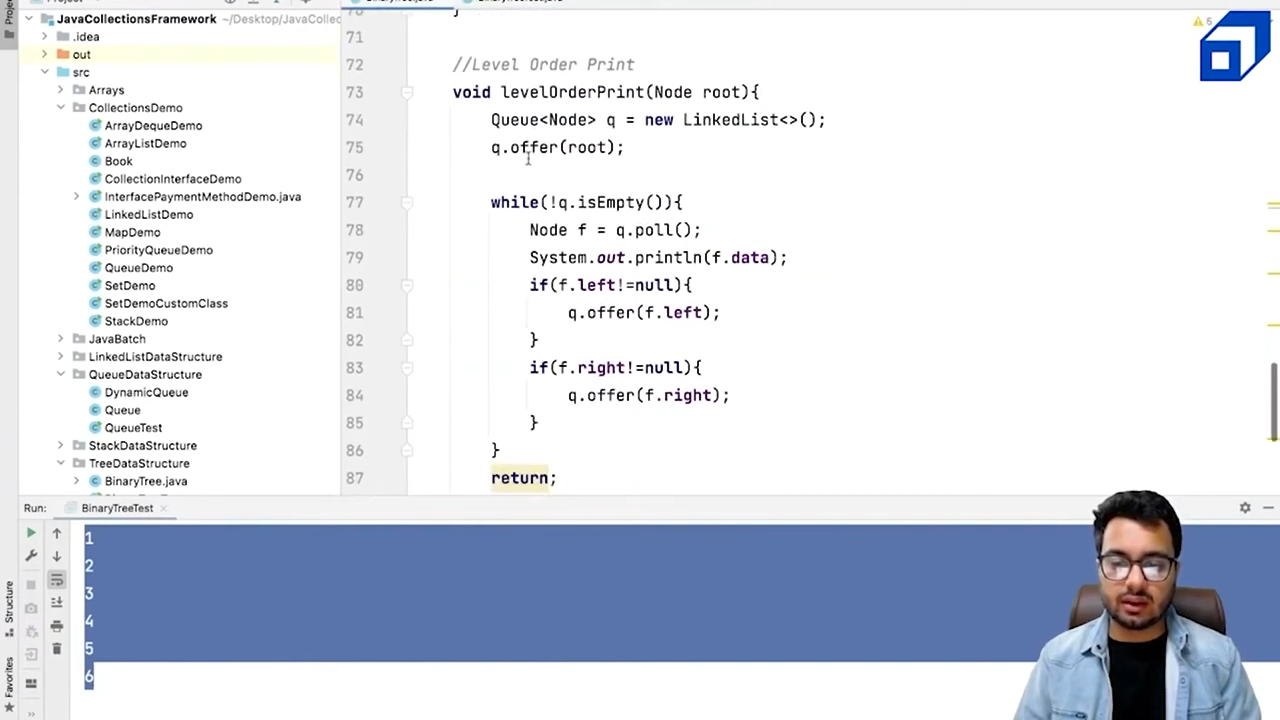 Project
JavaCollectionsFramework ~/Desktop/JavaCollec
.idea
out
src
Arrays
CollectionsDemo
ArrayDequeDemo
ArrayListDemo
Book
CollectionInterfaceDemo
InterfacePaymentMethodDemo.java
LinkedListDemo
MapDemo
PriorityQueueDemo
QueueDemo
SetDemo
SetDemoCustomClass
StackDemo
JavaBatch
LinkedListDataStructure
QueueDataStructure
DynamicQueue
Queue
QueueTest
StackDataStructure
TreeDataStructure
BinaryTree.java
71
72 //Level Order Print
73 void levelOrderPrint(Node root){
74 Queue<Node> q = new LinkedList<>();
75 q.offer(root);
76
77 while(!q.isEmpty()){
78 Node f = q.poll();
79 System.out.println(f.data);
80 if(f.left!=null){
81 q.offer(f.left);
82 }
83 if(f.right!=null){
84 q.offer(f.right);
85 }
86 }
87 return;
Run: BinaryTreeTest
1
2
3
4
5
6
Structure
Favorites